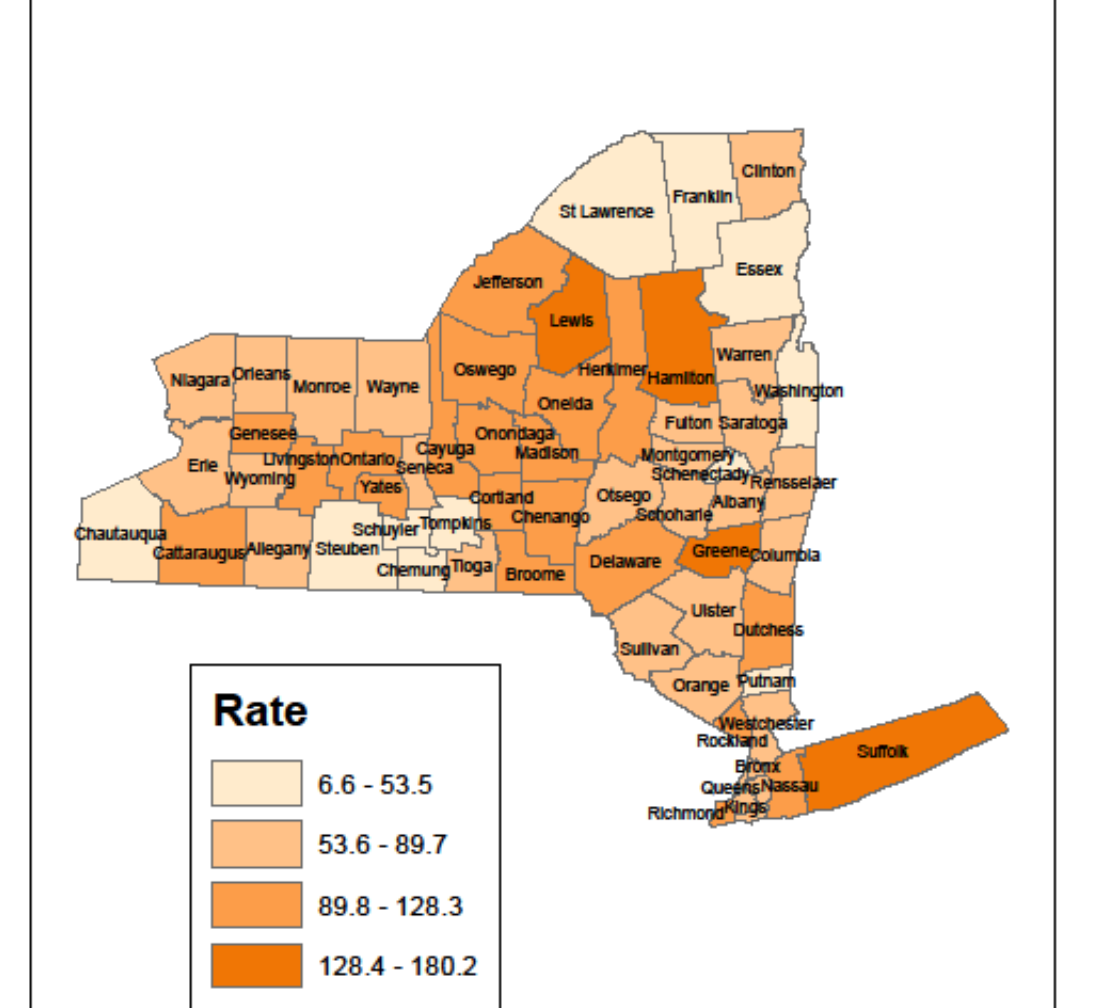 Clinton
Franklin
St Lawrence
Essex
Jefferson
Lewis
Warren
Oswego
Herkimer
Hamilton
Niagara
Orleans
Monroe
Wayne
Washington
Oneida
Fulton
Saratoga
Genesee
Onondaga
Cayuga
Madison
Montgomery
Livingston
Ontario
Seneca
Erie
Wyoming
Schenectady
Rensselaer
Yates
Cortland
Otsego
Albany
Chenango
Schoharie
Chautauqua
Schuyler
Tompkins
Cattaraugus
Allegany
Steuben
Greene
Columbia
Chemung
Tioga
Broome
Delaware
Ulster
Dutchess
Sullivan
Orange
Putnam
Westchester
Rockland
Suffolk
Bronx
Queens
Nassau
Richmond
Kings
Rate
6.6 - 53.5
53.6 - 89.7
89.8 - 128.3
128.4 - 180.2